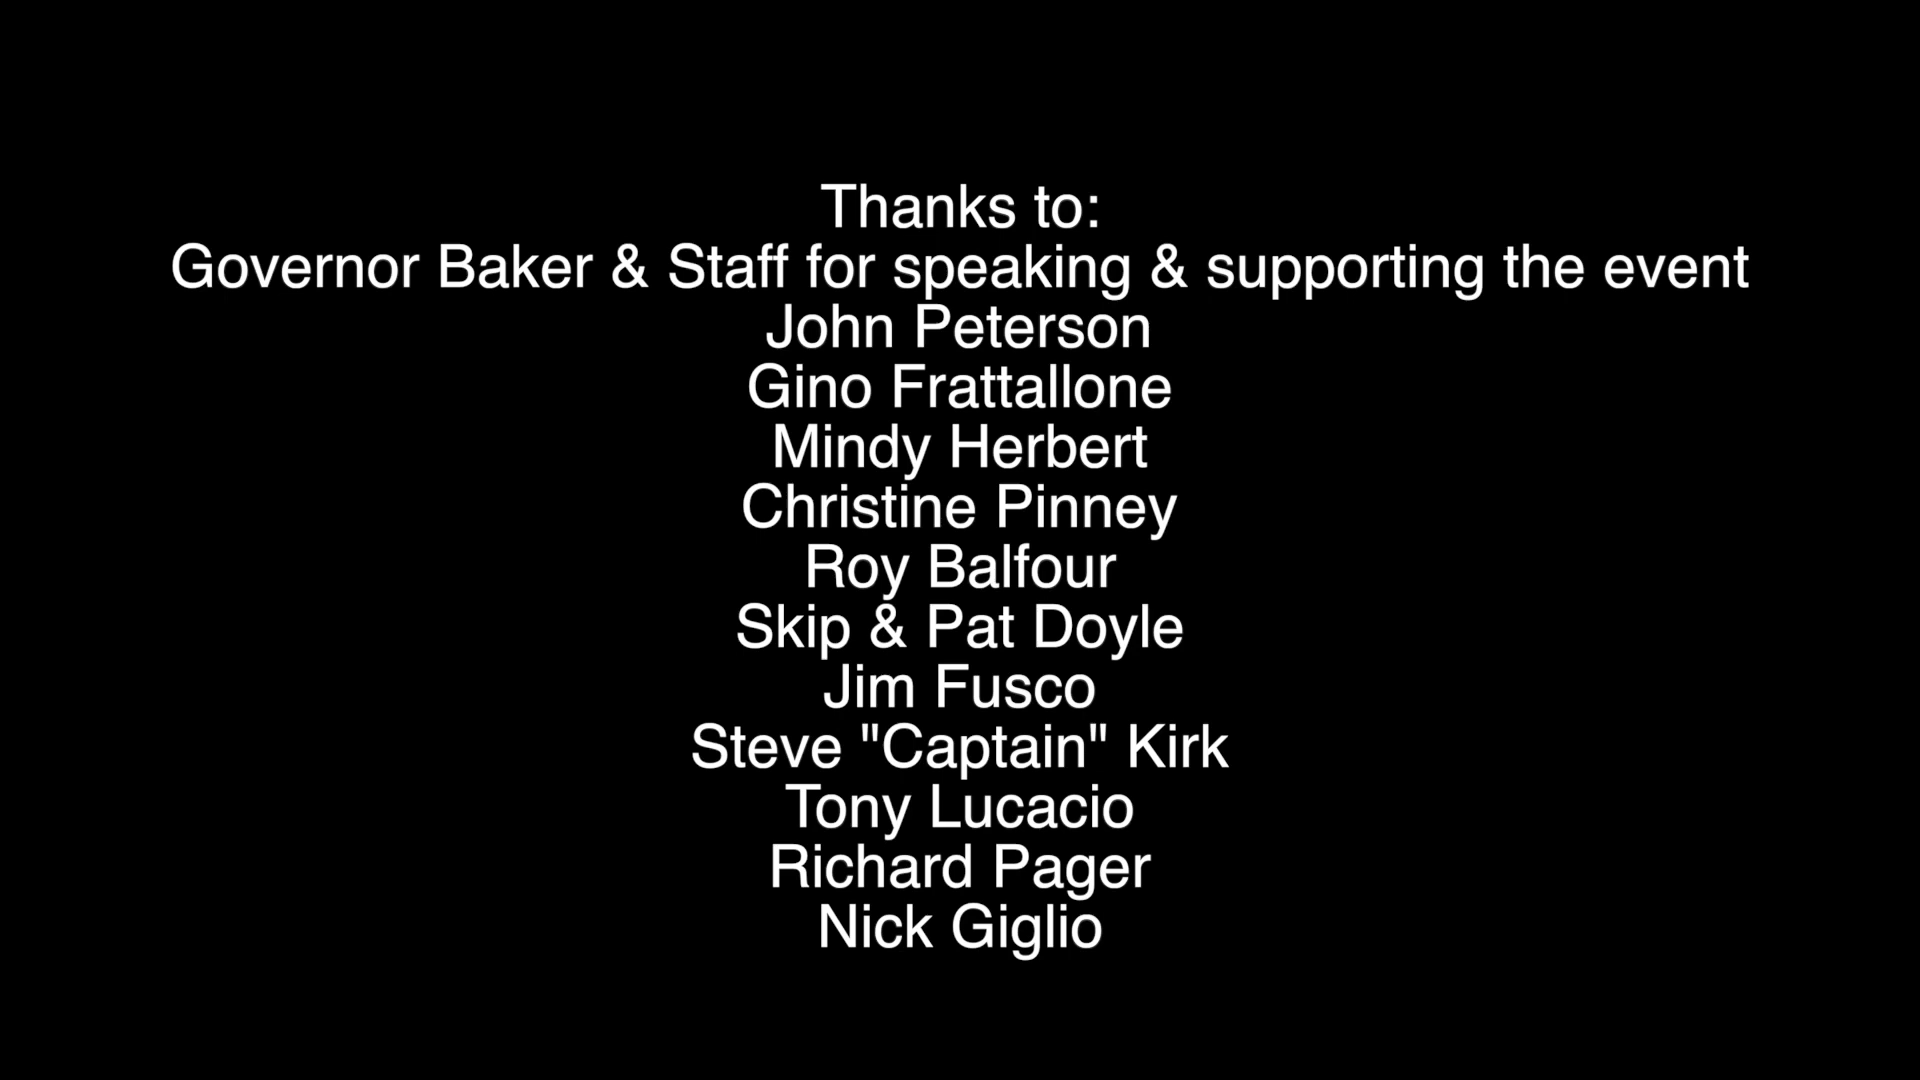 Thanks to:
Governor Baker & Staff for speaking & supporting the event
John Peterson
Gino Frattallone
Mindy Herbert
Christine Pinney
Roy Balfour
Skip & Pat Doyle
Jim Fusco
Steve "Captain" Kirk
Tony Lucacio
Richard Pager
Nick Giglio